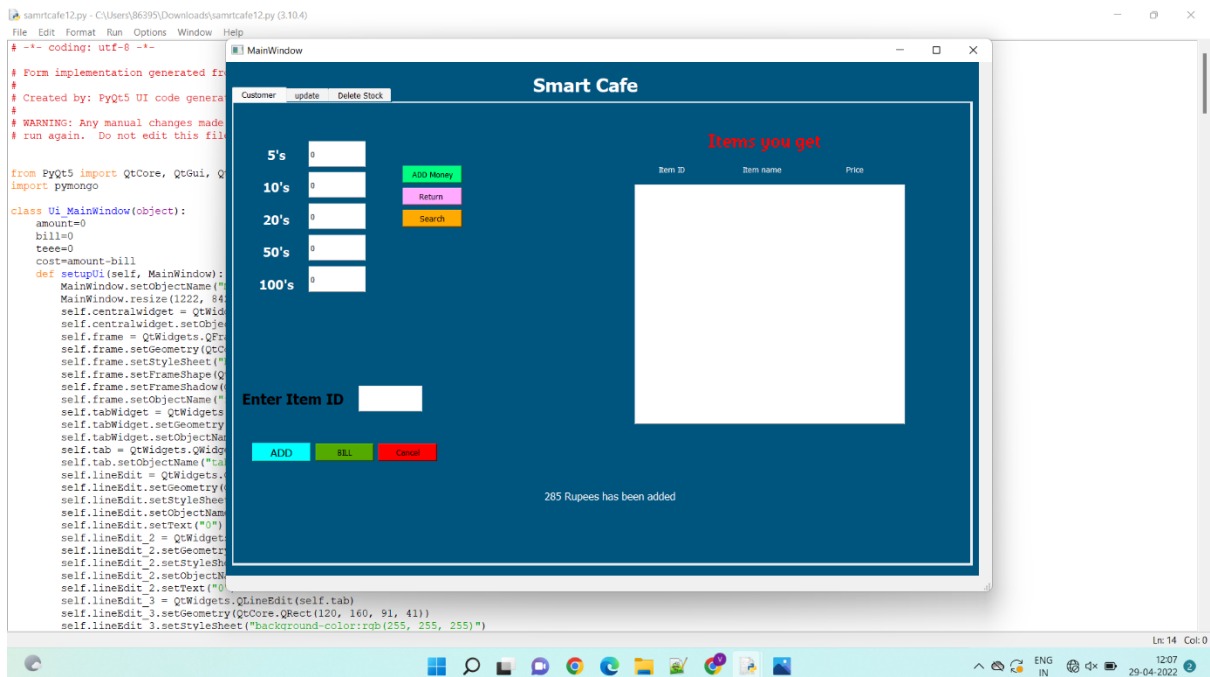 samrtcafe12.py - C:\Users\86395\Downloads\samrtcafe12.py (3.10.4)
File Edit Format Run Options Window Help
# -*- coding: utf-8 -*-
# Form implementation generated fr
#
# Created by: PyQt5 UI code genera
#
# WARNING: Any manual changes made
# run again.  Do not edit this fil
from PyQt5 import QtCore, QtGui, Q
import pymongo
class Ui_MainWindow(object):
    amount=0
    bill=0
    teee=0
    cost=amount-bill
    def setupUi(self, MainWindow):
        MainWindow.setObjectName("
        MainWindow.resize(1222, 84
        self.centralwidget = QtWid
        self.centralwidget.setObje
        self.frame = QtWidgets.QFr
        self.frame.setGeometry(QtC
        self.frame.setStyleSheet("
        self.frame.setFrameShape(Q
        self.frame.setFrameShadow(
        self.frame.setObjectName("
        self.tabWidget = QtWidgets
        self.tabWidget.setGeometry
        self.tabWidget.setObjectNa
        self.tab = QtWidgets.QWidg
        self.tab.setObjectName("ta
        self.lineEdit = QtWidgets.
        self.lineEdit.setGeometry(
        self.lineEdit.setStyleShee
        self.lineEdit.setObjectNam
        self.lineEdit.setText("0")
        self.lineEdit_2 = QtWidget
        self.lineEdit_2.setGeometr
        self.lineEdit_2.setStyleSh
        self.lineEdit_2.setObjectN
        self.lineEdit_2.setText("0
        self.lineEdit_3 = QtWidgets.QLineEdit(self.tab)
        self.lineEdit_3.setGeometry(QtCore.QRect(120, 160, 91, 41))
        self.lineEdit_3.setStyleSheet("background-color:rgb(255, 255, 255)")
MainWindow
Smart Cafe
Customer update Delete Stock
Items you get
5's 0
ADD Money
Item ID Item name Price
10's 0
Return
20's 0
Search
50's 0
100's 0
Enter Item ID
ADD BILL Cancel
285 Rupees has been added
Ln: 14 Col: 0
ENG
IN
12:07
29-04-2022
2